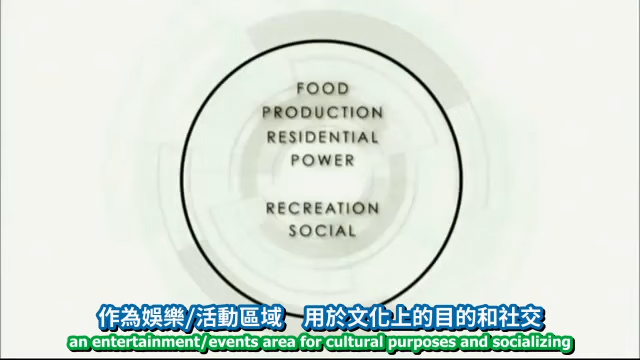 FOOD
PRODUCTION
RESIDENTIAL
POWER
RECREATION
SOCIAL
作為娛樂/活動區域　用於文化上的目的和社交
an entertainment/events area for cultural purposes and socializing